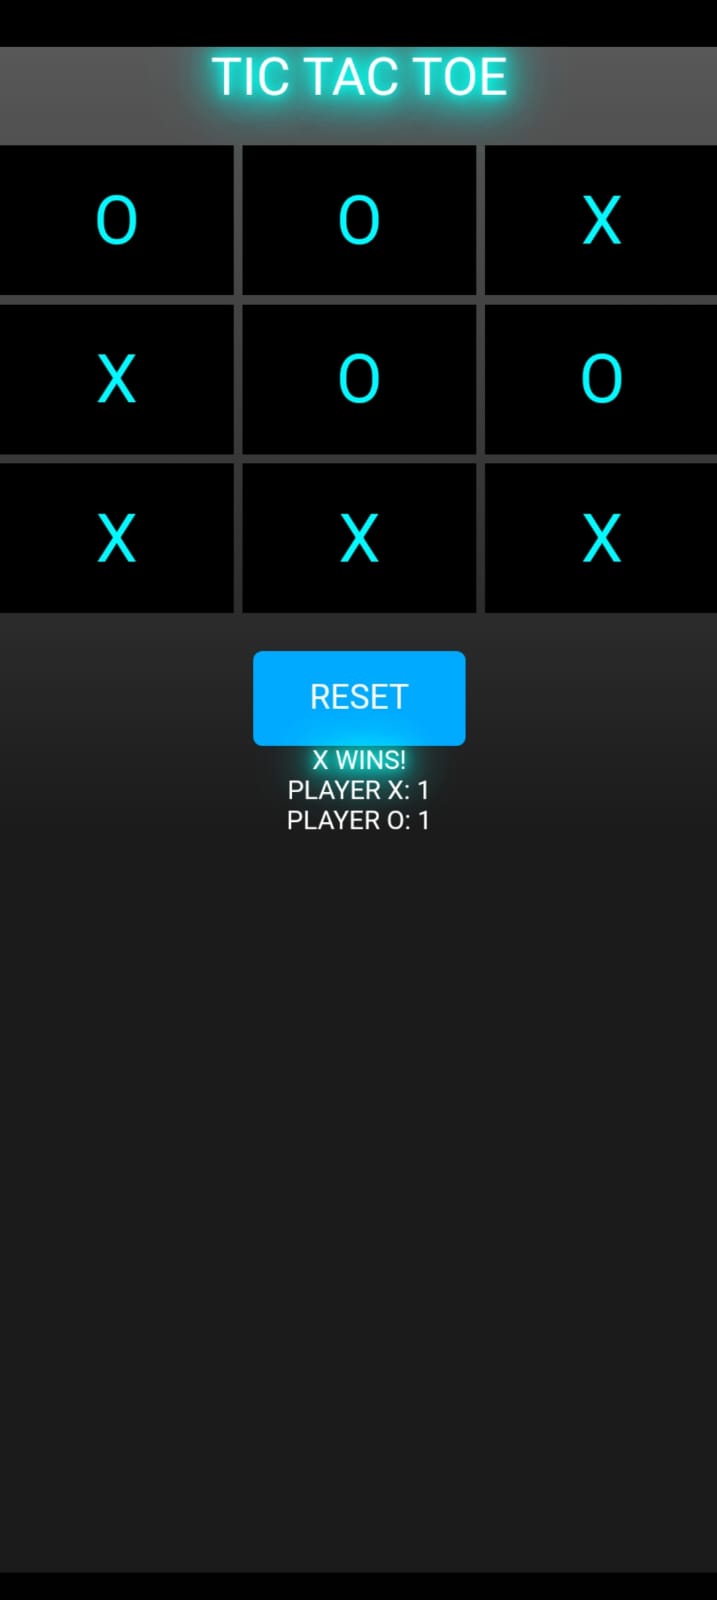 TIC TAC TOE
O O X
X O O
X X X
RESET
X WINS!
PLAYER X: 1
PLAYER O: 1